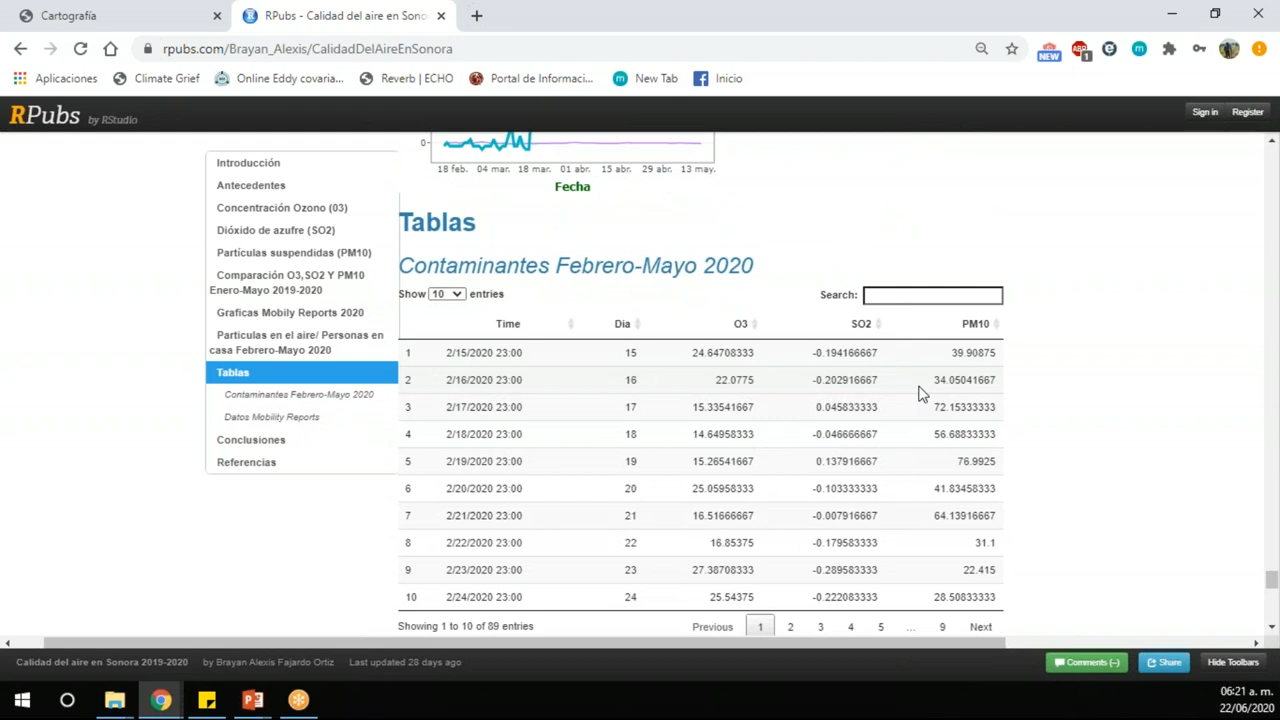 Cartografía
RPubs - Calidad del aire en Sono
rpubs.com/Brayan_Alexis/CalidadDelAireEnSonora
NEW
ABP
1
Aplicaciones
Climate Grief
Online Eddy covaria...
Reverb | ECHO
Portal de Informaci...
New Tab
Inicio
RPubs by RStudio
Sign in
Register
Introducción
Antecedentes
Concentración Ozono (03)
Dióxido de azufre (SO2)
Partículas suspendidas (PM10)
Comparación O3,SO2 Y PM10
Enero-Mayo 2019-2020
Graficas Mobily Reports 2020
Particulas en el aire/ Personas en
casa Febrero-Mayo 2020
Tablas
Contaminantes Febrero-Mayo 2020
Datos Mobility Reports
Conclusiones
Referencias
0
18 feb. 04 mar. 18 mar. 01 abr. 15 abr. 29 abr. 13 may.
Fecha
Tablas
Contaminantes Febrero-Mayo 2020
Show 10 entries
Search:
Time Dia O3 SO2 PM10
1 2/15/2020 23:00 15 24.64708333 -0.194166667 39.90875
2 2/16/2020 23:00 16 22.0775 -0.202916667 34.05041667
3 2/17/2020 23:00 17 15.33541667 0.045833333 72.15333333
4 2/18/2020 23:00 18 14.64958333 -0.046666667 56.68833333
5 2/19/2020 23:00 19 15.26541667 0.137916667 76.9925
6 2/20/2020 23:00 20 25.05958333 -0.103333333 41.83458333
7 2/21/2020 23:00 21 16.51666667 -0.007916667 64.13916667
8 2/22/2020 23:00 22 16.85375 -0.179583333 31.1
9 2/23/2020 23:00 23 27.38708333 -0.289583333 22.415
10 2/24/2020 23:00 24 25.54375 -0.222083333 28.50833333
Showing 1 to 10 of 89 entries
Previous 1 2 3 4 5 ... 9 Next
Calidad del aire en Sonora 2019-2020 by Brayan Alexis Fajardo Ortiz Last updated 28 days ago
Comments (–)
Share
Hide Toolbars
06:21 a. m.
22/06/2020